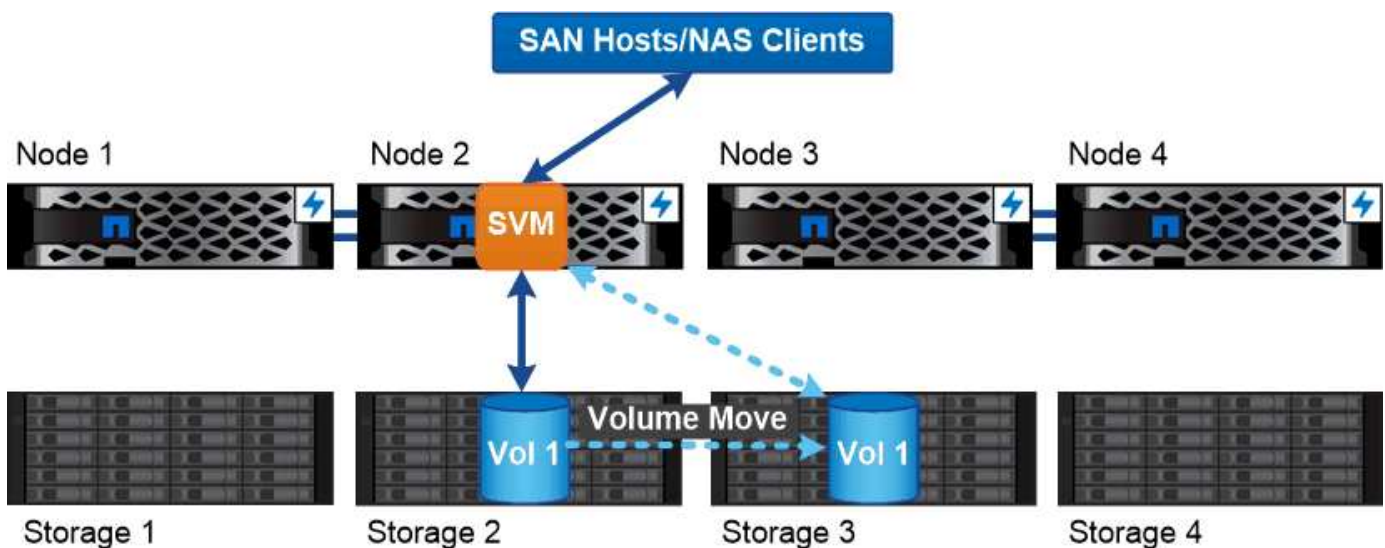 SAN Hosts/NAS Clients
Node 1
Node 2
Node 3
Node 4
SVM
Volume Move
Vol 1
Vol 1
Storage 1
Storage 2
Storage 3
Storage 4